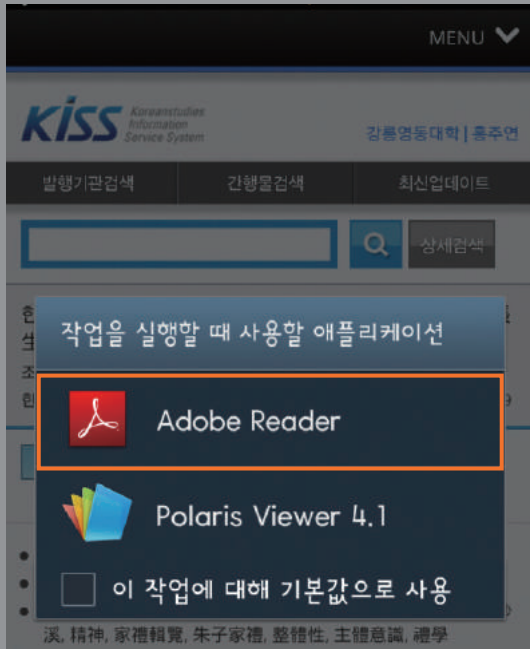 MENU
KISS Koreanstudies
Information
Service System
강릉영동대학 | 홍주연
발행기관검색 간행물검색 최신업데이트
상세검색
작업을 실행할 때 사용할 애플리케이션
Adobe Reader
Polaris Viewer 4.1
이 작업에 대해 기본값으로 사용
溪, 精神, 家禮輯覽, 朱子家禮, 整體性, 主體意識, 禮學